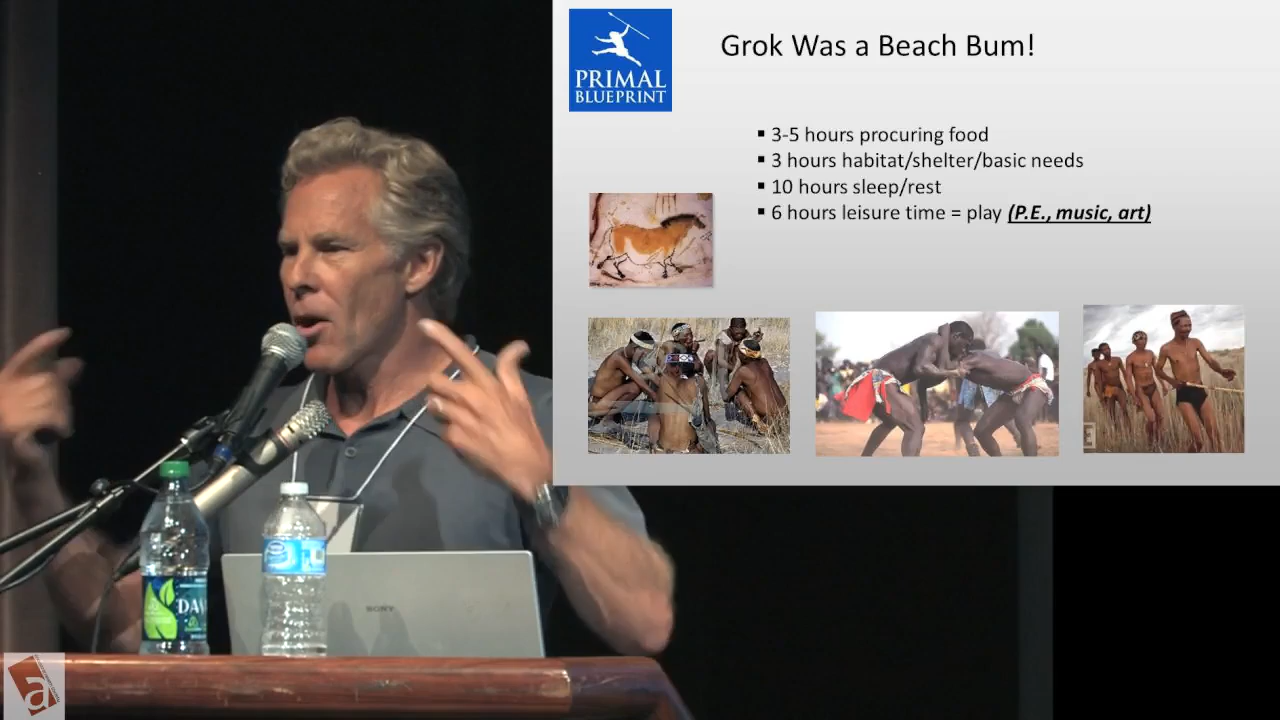 PRIMAL
BLUEPRINT
Grok Was a Beach Bum!
▪ 3-5 hours procuring food
▪ 3 hours habitat/shelter/basic needs
▪ 10 hours sleep/rest
▪ 6 hours leisure time = play (P.E., music, art)
SONY
DA
a
E